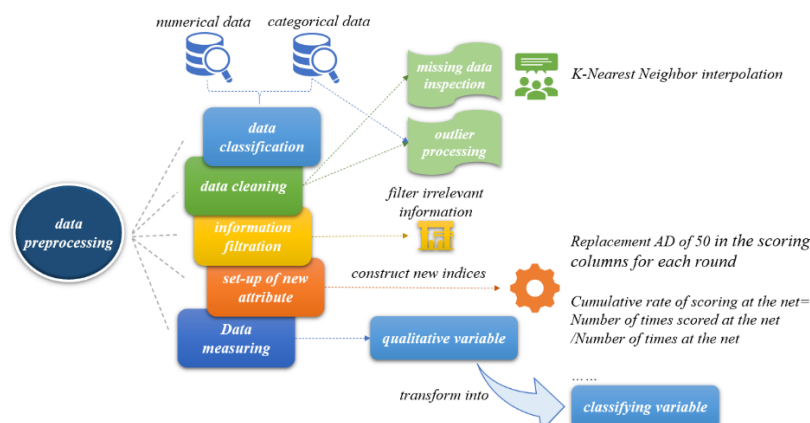 numerical data
categorical data
missing data
inspection
K-Nearest Neighbor interpolation
data
classification
outlier
processing
data cleaning
filter irrelevant
information
data
preprocessing
information
filtration
Replacement AD of 50 in the scoring
columns for each round
set-up of new
attribute
construct new indices
Cumulative rate of scoring at the net=
Number of times scored at the net
/Number of times at the net
Data
measuring
qualitative variable
……
transform into
classifying variable